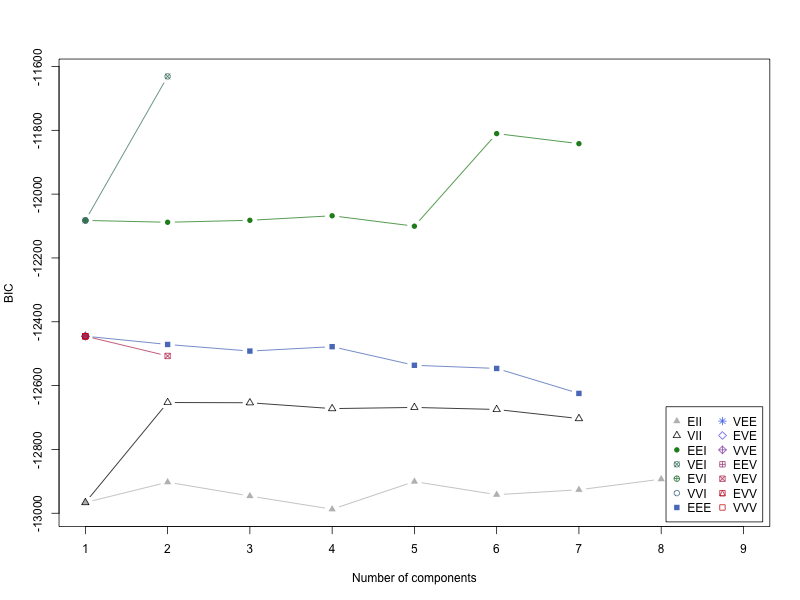 -11600
-11800
-12000
-12200
-12400
-12600
-12800
-13000
BIC
EII VEE
VII EVE
EEI VVE
VEI EEV
EVI VEV
VVI EVV
EEE VVV
1 2 3 4 5 6 7 8 9
Number of components